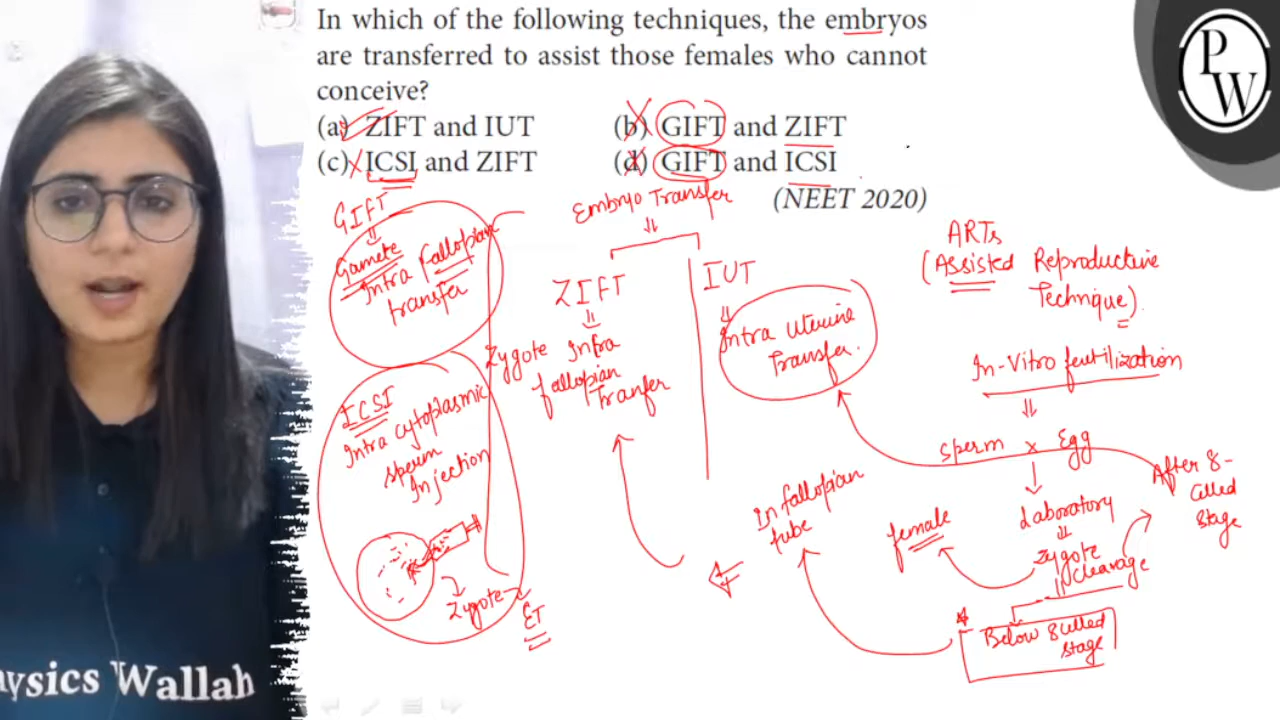 In which of the following techniques, the embryos
are transferred to assist those females who cannot
conceive?
(a) ZIFT and IUT
(b) GIFT and ZIFT
(c) ICSI and ZIFT
(d) GIFT and ICSI
(NEET 2020)
PW
GIFT
Gamete
Intra Fallopian
transfer
ICSI
Intra cytoplasmic
sperm
Injection
Zygote
ET
Embryo Transfer
ZIFT
Zygote Intra
fallopian
Tranfer
IUT
Intra Uterine
Transfer.
ARTs
(Assisted Reproductive
Technique).
In-Vitro fertilization
sperm × Egg
Laboratory
Zygote
cleavage
After 8-
celled
stage
female
In fallopian
tube
Below 8 celled
stage
hysics Wallah